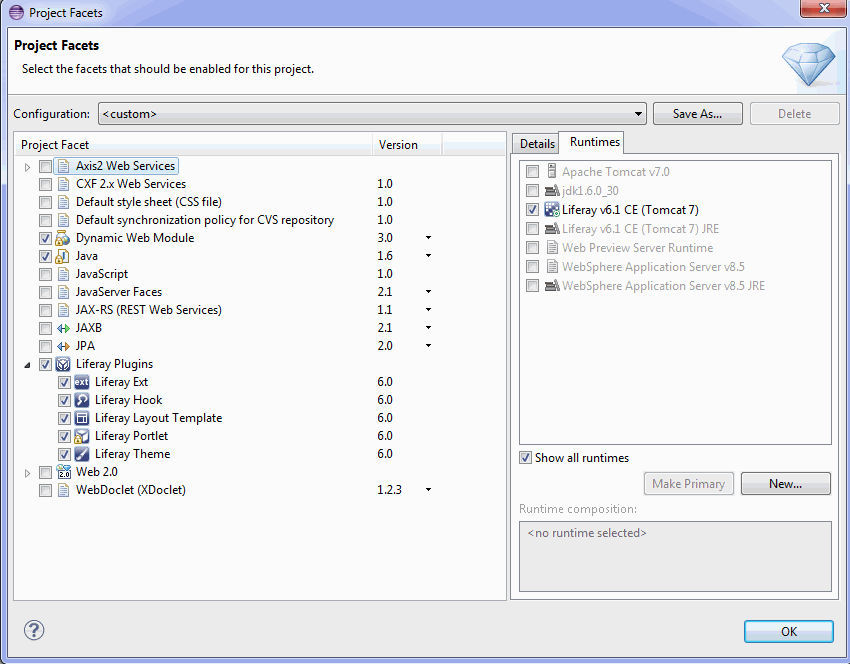 Project Facets
Project Facets
Select the facets that should be enabled for this project.
Configuration: <custom> Save As... Delete
Project Facet Version
Axis2 Web Services
CXF 2.x Web Services 1.0
Default style sheet (CSS file) 1.0
Default synchronization policy for CVS repository 1.0
Dynamic Web Module 3.0
Java 1.6
JavaScript 1.0
JavaServer Faces 2.1
JAX-RS (REST Web Services) 1.1
JAXB 2.1
JPA 2.0
Liferay Plugins
ext Liferay Ext 6.0
Liferay Hook 6.0
Liferay Layout Template 6.0
Liferay Portlet 6.0
Liferay Theme 6.0
2.0 Web 2.0
WebDoclet (XDoclet) 1.2.3
Details Runtimes
Apache Tomcat v7.0
jdk1.6.0_30
Liferay v6.1 CE (Tomcat 7)
Liferay v6.1 CE (Tomcat 7) JRE
Web Preview Server Runtime
WebSphere Application Server v8.5
WebSphere Application Server v8.5 JRE
Show all runtimes
Make Primary New...
Runtime composition:
<no runtime selected>
? OK